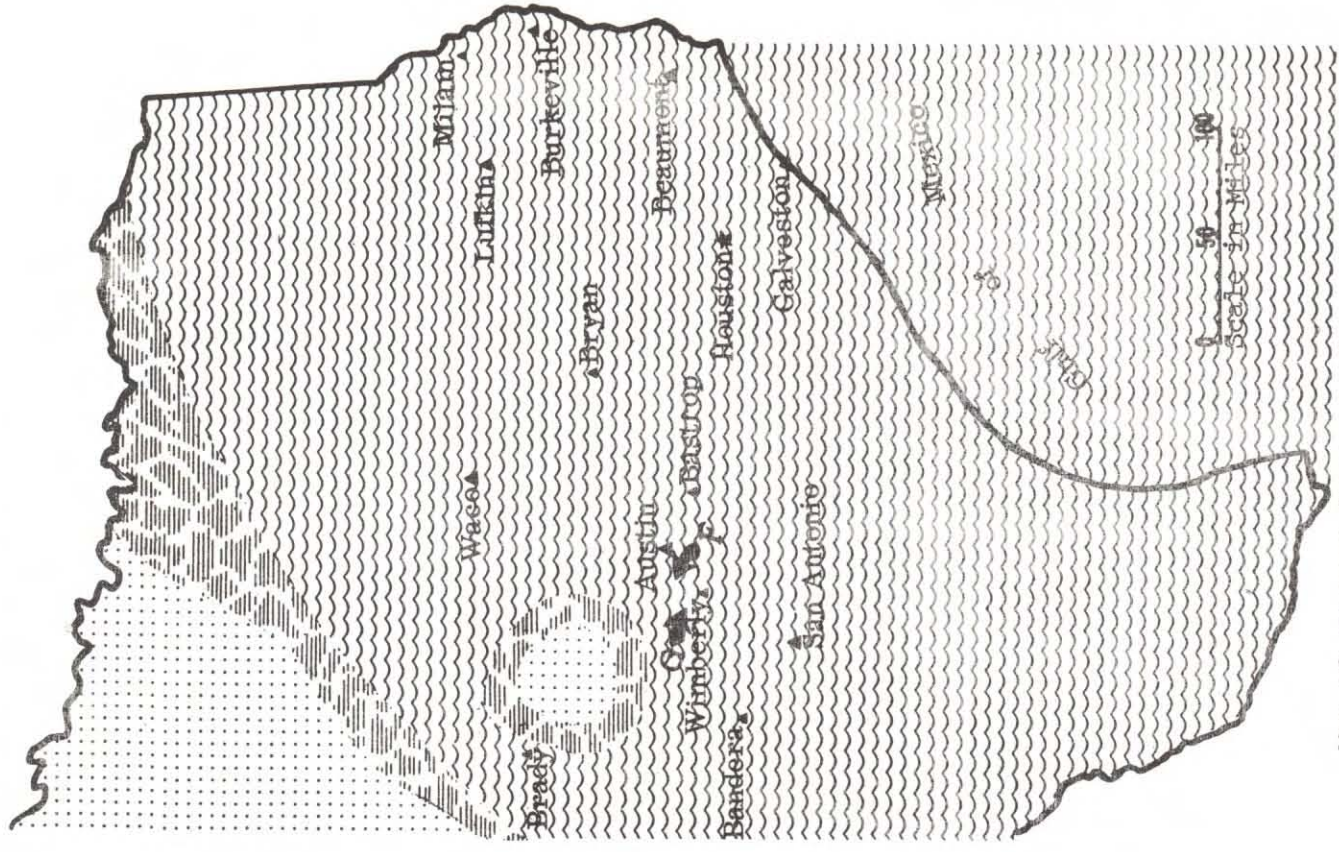 Milam
Burkeville
Lufkin
Beaumont
Bryan
Houston
Galveston
Waco
Bastrop
Austin
San Antonio
Wimberly
Brady
Bandera
Gulf
of
Mexico
0 50 100
Scale in Miles